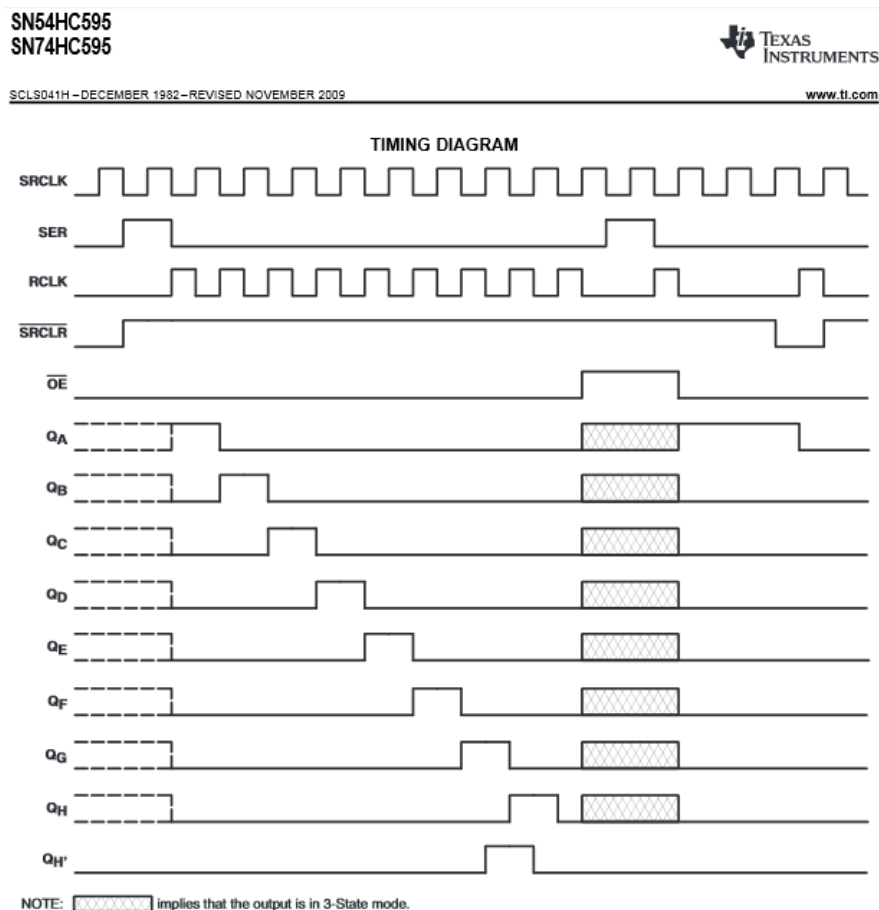 SN54HC595
SN74HC595
TEXAS
INSTRUMENTS
SCLS041H–DECEMBER 1982–REVISED NOVEMBER 2009
www.ti.com
TIMING DIAGRAM
SRCLK
SER
RCLK
SRCLR
OE
QA
QB
QC
QD
QE
QF
QG
QH
QH'
NOTE: implies that the output is in 3-State mode.